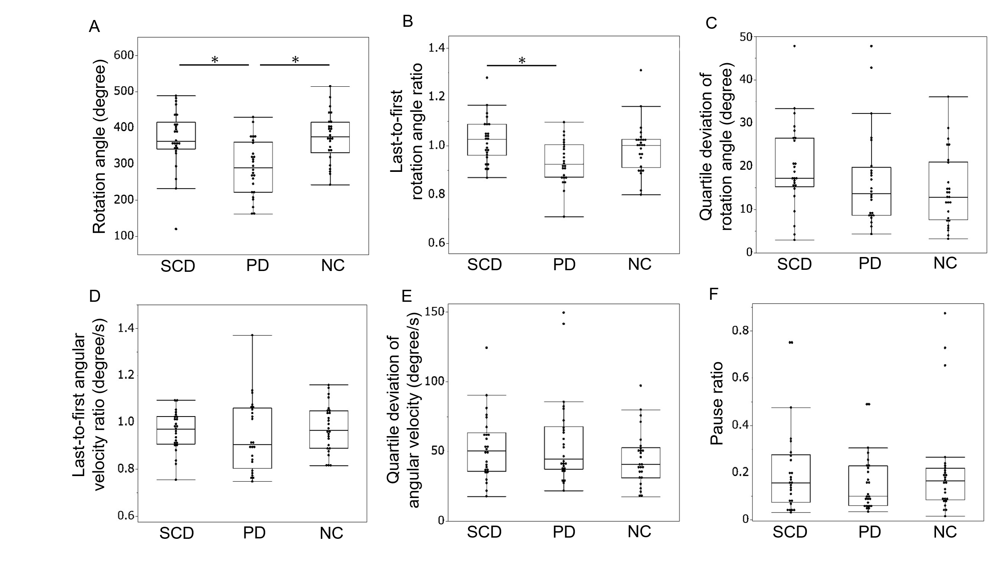 A
Rotation angle (degree)
600
500
400
300
200
100
*
*
SCD
PD
NC
B
Last-to-first
rotation angle ratio
1.4
1.2
1.0
0.8
0.6
*
SCD
PD
NC
C
Quartile deviation of
rotation angle (degree)
50
40
30
20
10
0
SCD
PD
NC
D
Last-to-first angular
velocity ratio (degree/s)
1.4
1.2
1.0
0.8
0.6
SCD
PD
NC
E
Quartile deviation of
angular velocity (degree/s)
150
100
50
0
SCD
PD
NC
F
Pause ratio
0.8
0.6
0.4
0.2
0
SCD
PD
NC